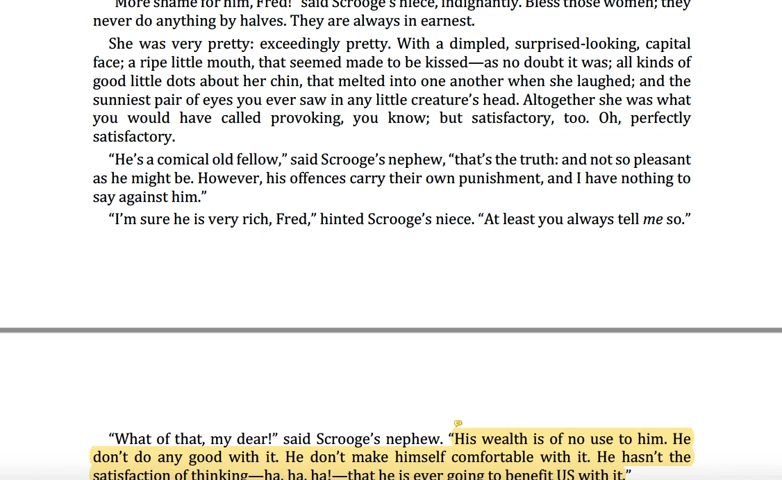 "More shame for him, Fred!" said Scrooge's niece, indignantly. Bless those women; they
never do anything by halves. They are always in earnest.
She was very pretty: exceedingly pretty. With a dimpled, surprised-looking, capital
face; a ripe little mouth, that seemed made to be kissed—as no doubt it was; all kinds of
good little dots about her chin, that melted into one another when she laughed; and the
sunniest pair of eyes you ever saw in any little creature's head. Altogether she was what
you would have called provoking, you know; but satisfactory, too. Oh, perfectly
satisfactory.
“He's a comical old fellow,” said Scrooge's nephew, “that's the truth: and not so pleasant
as he might be. However, his offences carry their own punishment, and I have nothing to
say against him.”
“I'm sure he is very rich, Fred,” hinted Scrooge's niece. “At least you always tell me so.”
“What of that, my dear!” said Scrooge's nephew. “His wealth is of no use to him. He
don't do any good with it. He don't make himself comfortable with it. He hasn't the
satisfaction of thinking—ha, ha, ha!—that he is ever going to benefit US with it.”